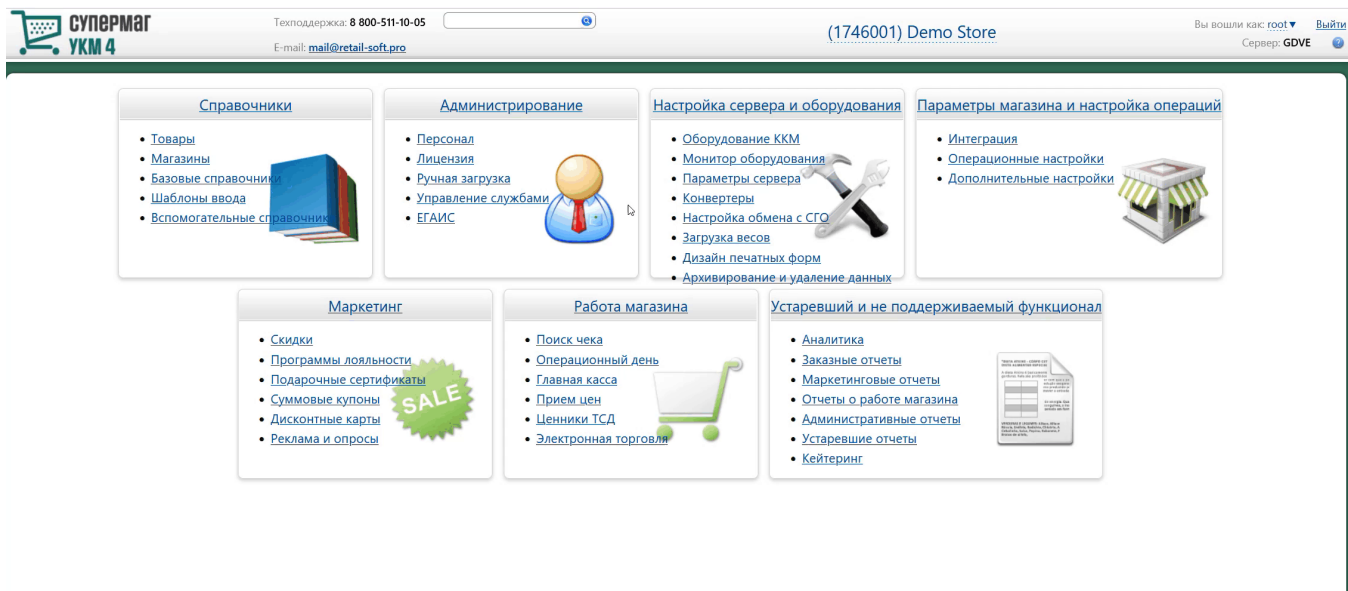 СУПЕРМАГ
УКМ 4
Техподдержка: 8 800-511-10-05
E-mail: mail@retail-soft.pro
(1746001) Demo Store
Вы вошли как: root▼ Выйти
Сервер: GDVE ?
Справочники
• Товары
• Магазины
• Базовые справочники
• Шаблоны ввода
• Вспомогательные справочники
Администрирование
• Персонал
• Лицензия
• Ручная загрузка
• Управление службами
• ЕГАИС
Настройка сервера и оборудования
• Оборудование ККМ
• Монитор оборудования
• Параметры сервера
• Конвертеры
• Настройка обмена с СГО
• Загрузка весов
• Дизайн печатных форм
• Архивирование и удаление данных
Параметры магазина и настройка операций
• Интеграция
• Операционные настройки
• Дополнительные настройки
Маркетинг
• Скидки
• Программы лояльности
• Подарочные сертификаты
• Суммовые купоны
• Дисконтные карты
• Реклама и опросы
SALE
Работа магазина
• Поиск чека
• Операционный день
• Главная касса
• Прием цен
• Ценники ТСД
• Электронная торговля
Устаревший и не поддерживаемый функционал
• Аналитика
• Заказные отчеты
• Маркетинговые отчеты
• Отчеты о работе магазина
• Административные отчеты
• Устаревшие отчеты
• Кейтеринг